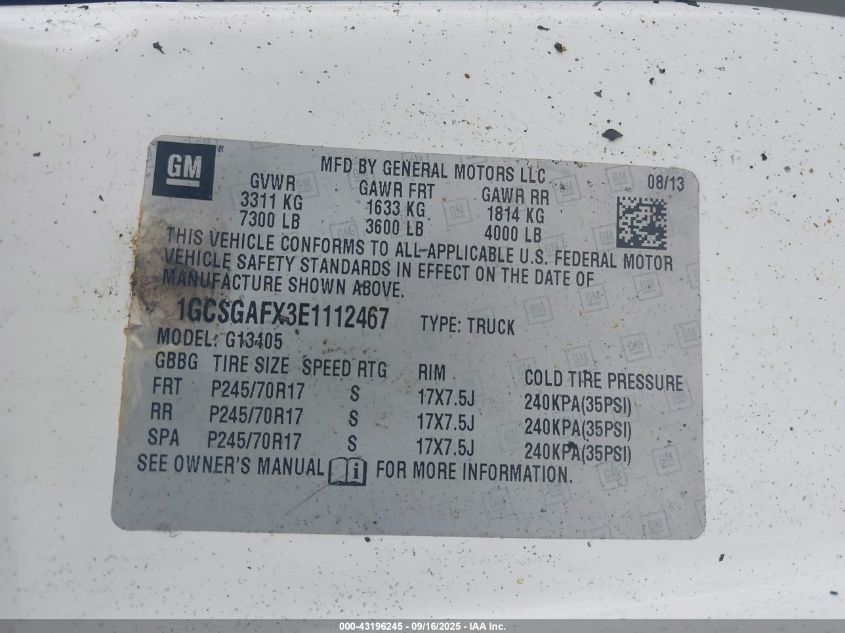 GM
MFD BY GENERAL MOTORS LLC
08/13
GVWR GAWR FRT GAWR RR
3311 KG 1633 KG 1814 KG
7300 LB 3600 LB 4000 LB
THIS VEHICLE CONFORMS TO ALL APPLICABLE U.S. FEDERAL MOTOR
VEHICLE SAFETY STANDARDS IN EFFECT ON THE DATE OF
MANUFACTURE SHOWN ABOVE.
1GCSGAFX3E1112467 TYPE: TRUCK
MODEL: G13405
GBBG TIRE SIZE SPEED RTG RIM COLD TIRE PRESSURE
FRT P245/70R17 S 17X7.5J 240KPA(35PSI)
RR P245/70R17 S 17X7.5J 240KPA(35PSI)
SPA P245/70R17 S 17X7.5J 240KPA(35PSI)
SEE OWNER'S MANUAL i FOR MORE INFORMATION.
000-43196245 - 09/16/2025 - IAA Inc.